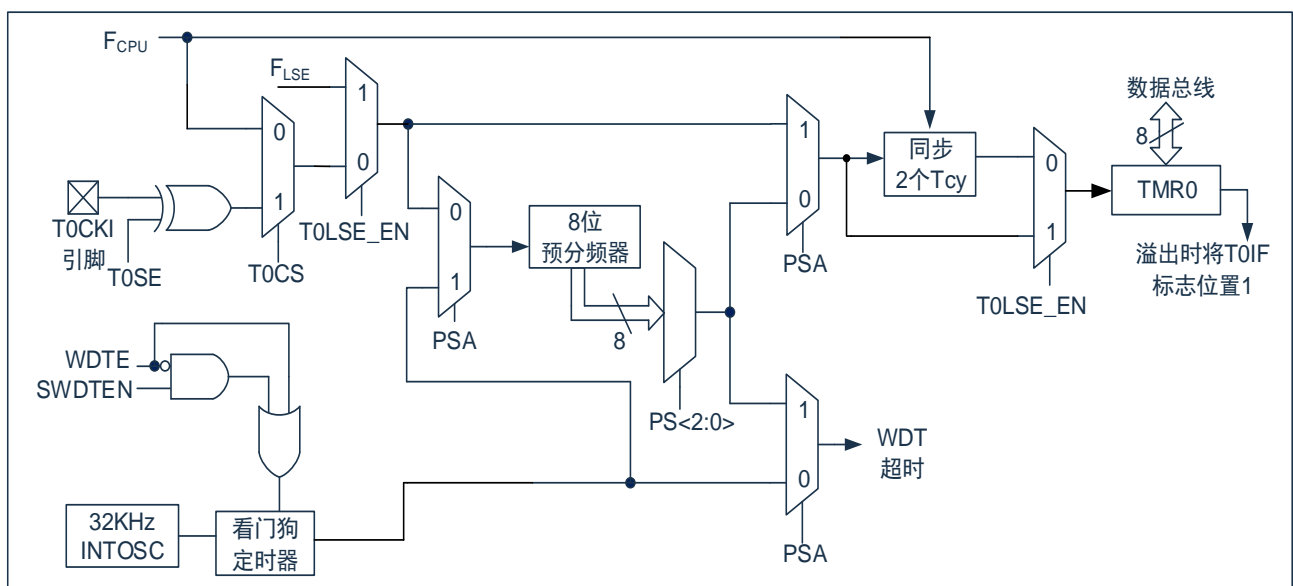 FCPU
FLSE
1
0
0
1
T0CKI
引脚
T0SE
T0CS
T0LSE_EN
0
1
PSA
8位
预分频器
8
PS<2:0>
1
0
PSA
同步
2个Tcy
0
1
T0LSE_EN
数据总线
8
TMR0
溢出时将T0IF
标志位置1
WDTE
SWDTEN
32KHz
INTOSC
看门狗
定时器
1
0
PSA
WDT
超时